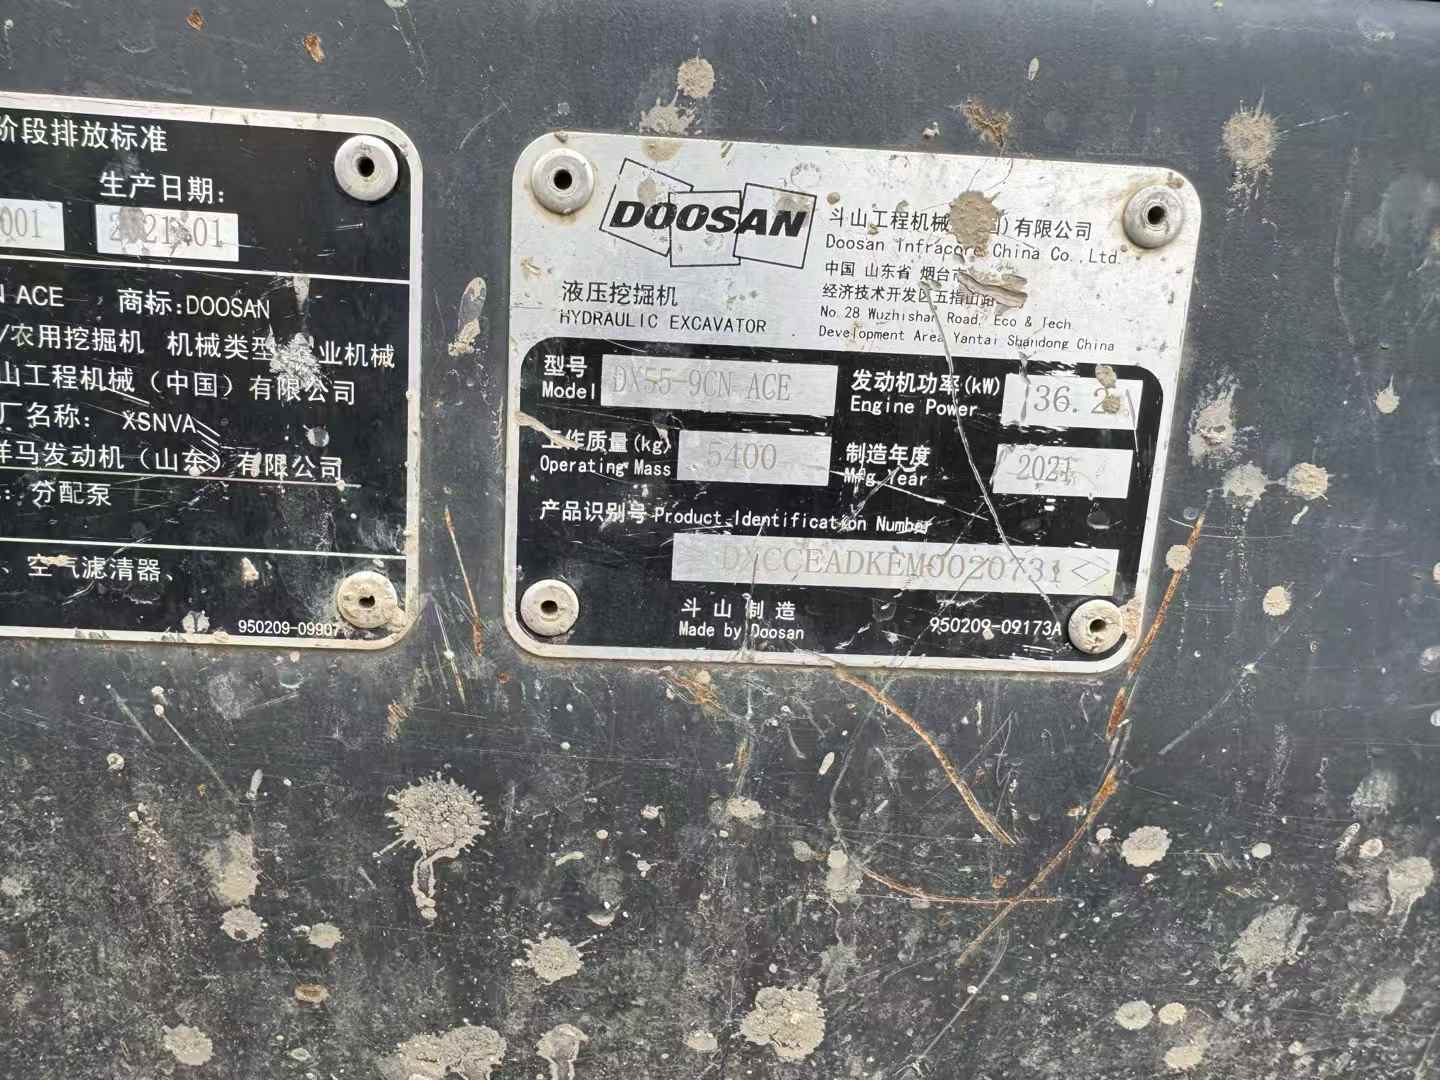 阶段排放标准
生产日期:
001
2021.01
N ACE 商标:DOOSAN
/农用挖掘机 机械类型 业机械
山工程机械（中国）有限公司
厂名称: XSNVA
洋马发动机（山东）有限公司
: 分配泵
、空气滤清器、
950209-09907
DOOSAN
斗山工程机械 国)有限公司
Doosan Infracore China Co.,Ltd.
中国 山东省 烟台市
经济技术开发区五指山路
No.28 Wuzhishan Road, Eco & Tech
Development Area Yantai Shandong China
液压挖掘机
HYDRAULIC EXCAVATOR
型号
Model
DX55-9CN ACE
发动机功率(kW)
Engine Power
36.2
工作质量(kg)
Operating Mass
5400
制造年度
Mfg Year
2021
产品识别号 Product Identification Number
DXCCEADKEM0020731
斗山制造
Made by Doosan
950209-09173A